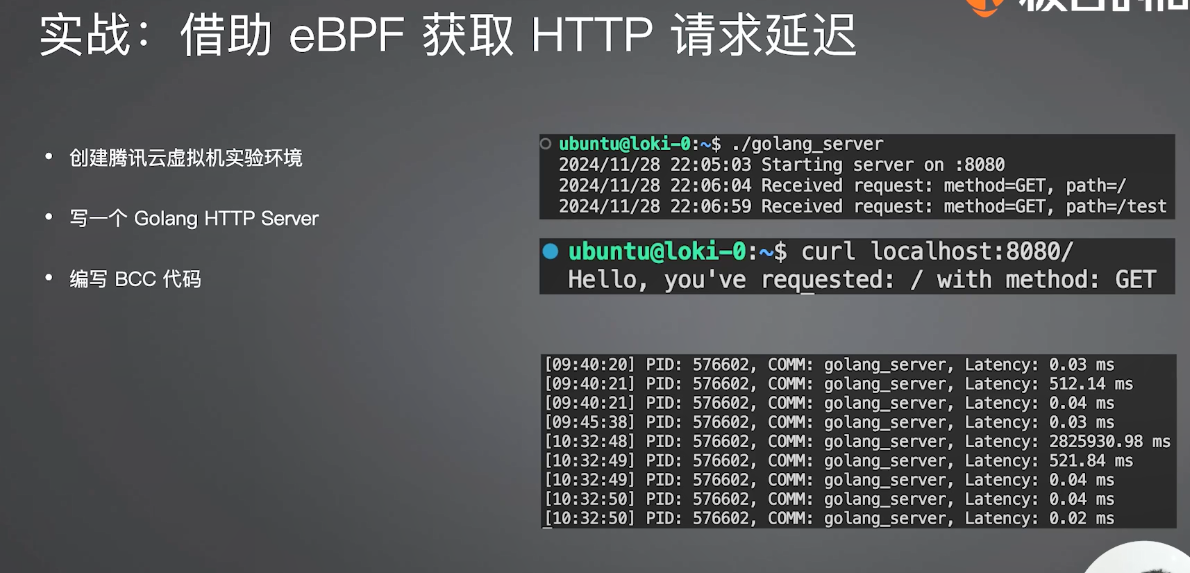 实战：借助 eBPF 获取 HTTP 请求延迟
• 创建腾讯云虚拟机实验环境
• 写一个 Golang HTTP Server
• 编写 BCC 代码
ubuntu@loki-0:~$ ./golang_server
2024/11/28 22:05:03 Starting server on :8080
2024/11/28 22:06:04 Received request: method=GET, path=/
2024/11/28 22:06:59 Received request: method=GET, path=/test
ubuntu@loki-0:~$ curl localhost:8080/
Hello, you've requested: / with method: GET
[09:40:20] PID: 576602, COMM: golang_server, Latency: 0.03 ms
[09:40:21] PID: 576602, COMM: golang_server, Latency: 512.14 ms
[09:40:21] PID: 576602, COMM: golang_server, Latency: 0.04 ms
[09:45:38] PID: 576602, COMM: golang_server, Latency: 0.03 ms
[10:32:48] PID: 576602, COMM: golang_server, Latency: 2825930.98 ms
[10:32:49] PID: 576602, COMM: golang_server, Latency: 521.84 ms
[10:32:49] PID: 576602, COMM: golang_server, Latency: 0.04 ms
[10:32:50] PID: 576602, COMM: golang_server, Latency: 0.04 ms
[10:32:50] PID: 576602, COMM: golang_server, Latency: 0.02 ms